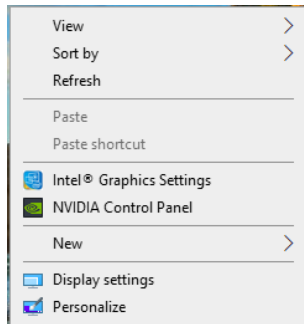 View
Sort by
Refresh
Paste
Paste shortcut
Intel® Graphics Settings
NVIDIA Control Panel
New
Display settings
Personalize